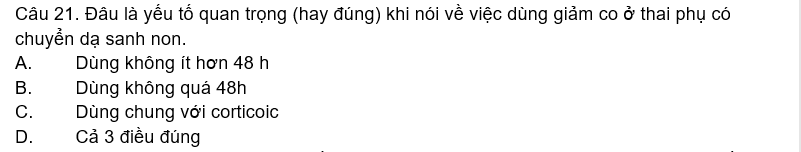 Câu 21. Đâu là yếu tố quan trọng (hay đúng) khi nói về việc dùng giảm co ở thai phụ có
chuyển dạ sanh non.
A. Dùng không ít hơn 48 h
B. Dùng không quá 48h
C. Dùng chung với corticoic
D. Cả 3 điều đúng